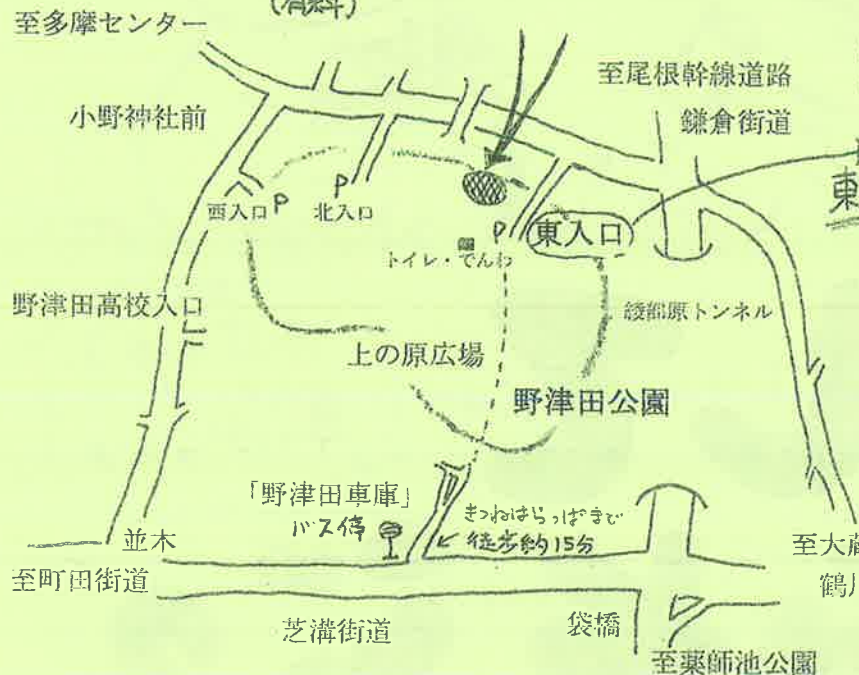 (有料)
至多摩センター
至尾根幹線道路
小野神社前
鎌倉街道
東
西入口 P
P
北入口
P
東入口
トイレ・でんわ
野津田高校入口
綾部原トンネル
上の原広場
野津田公園
「野津田車庫」
バス停
きつねはらっぱまで
徒歩約15分
並木
至大蔵
至町田街道
鶴川
芝溝街道
袋橋
至薬師池公園